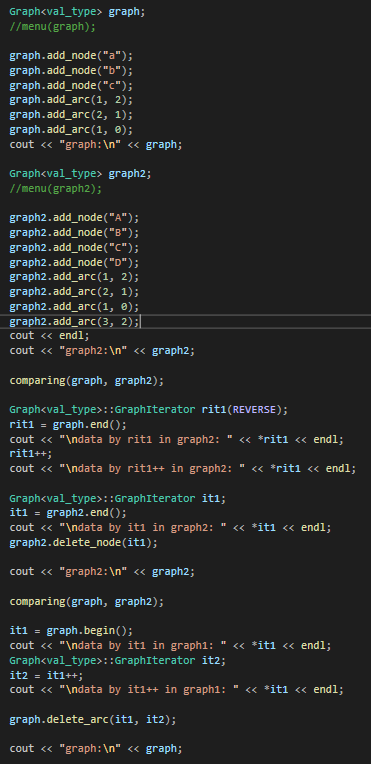 Graph<val_type> graph;
//menu(graph);
graph.add_node("a");
graph.add_node("b");
graph.add_node("c");
graph.add_arc(1, 2);
graph.add_arc(2, 1);
graph.add_arc(1, 0);
cout << "graph:\n" << graph;
Graph<val_type> graph2;
//menu(graph2);
graph2.add_node("A");
graph2.add_node("B");
graph2.add_node("C");
graph2.add_node("D");
graph2.add_arc(1, 2);
graph2.add_arc(2, 1);
graph2.add_arc(1, 0);
graph2.add_arc(3, 2);
cout << endl;
cout << "graph2:\n" << graph2;
comparing(graph, graph2);
Graph<val_type>::GraphIterator rit1(REVERSE);
rit1 = graph.end();
cout << "\ndata by rit1 in graph2: " << *rit1 << endl;
rit1++;
cout << "\ndata by rit1++ in graph2: " << *rit1 << endl;
Graph<val_type>::GraphIterator it1;
it1 = graph2.end();
cout << "\ndata by it1 in graph2: " << *it1 << endl;
graph2.delete_node(it1);
cout << "graph2:\n" << graph2;
comparing(graph, graph2);
it1 = graph.begin();
cout << "\ndata by it1 in graph1: " << *it1 << endl;
Graph<val_type>::GraphIterator it2;
it2 = it1++;
cout << "\ndata by it1++ in graph1: " << *it1 << endl;
graph.delete_arc(it1, it2);
cout << "graph:\n" << graph;